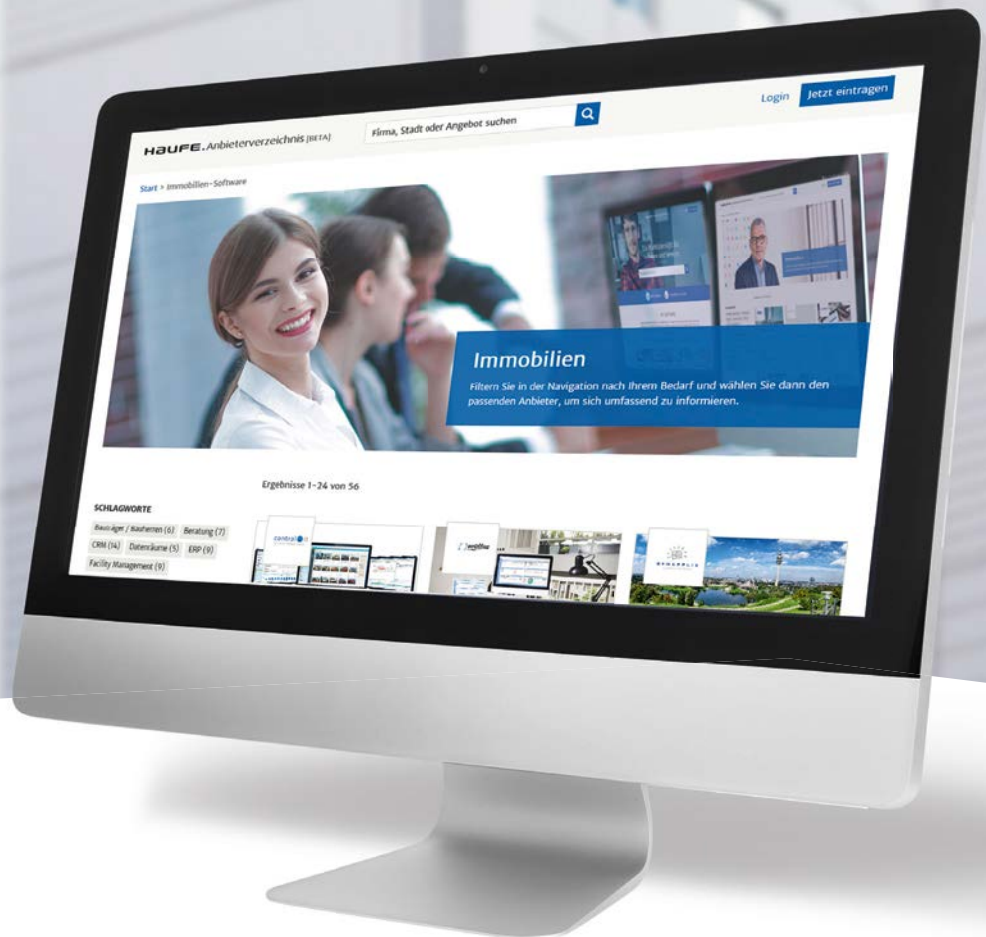 HAUFE.Anbieterverzeichnis [BETA]
Firma, Stadt oder Angebot suchen
Login
Jetzt eintragen
Start > Immobilien-Software
Immobilien
Filtern Sie in der Navigation nach Ihrem Bedarf und wählen Sie dann den
passenden Anbieter, um sich umfassend zu informieren.
Ergebnisse 1-24 von 56
SCHLAGWORTE
Bauträger / Bauherren (6) Beratung (7)
CRM (14) Datenräume (5) ERP (9)
Facility Management (9)
control it